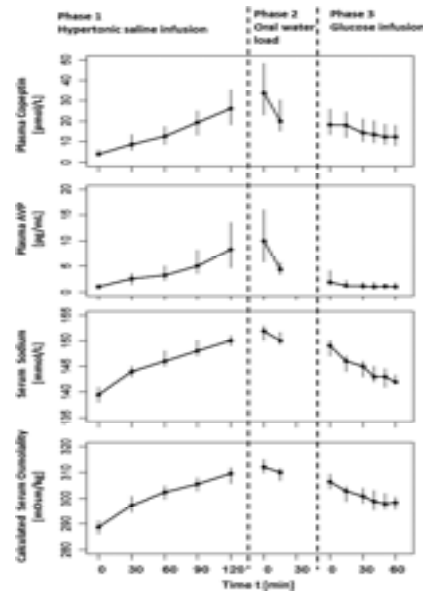 Phase 1
Hypertonic saline infusion
Phase 2
Oral water
load
Phase 3
Glucose infusion
Plasma Copeptin
[pmol/L]
0 10 20 30 40 50
Plasma AVP
[pg/mL]
0 5 10 15 20
Serum Sodium
[mmol/L]
135 140 145 150 155
Calculated Serum Osmolality
[mOsm/kg]
280 290 300 310 320
0 30 60 90 120 0 30 0 30 60
Time t [min]